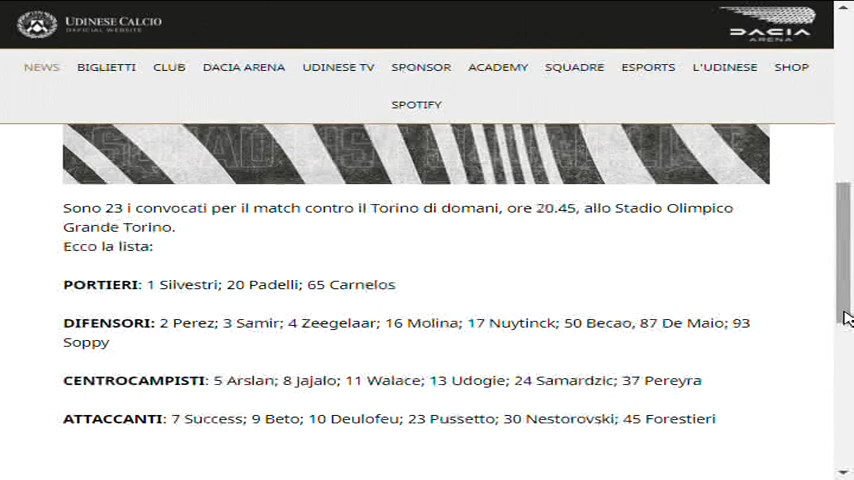 UDINESE CALCIO
OFFICIAL WEBSITE
DACIA
ARENA
NEWS BIGLIETTI CLUB DACIA ARENA UDINESE TV SPONSOR ACADEMY SQUADRE ESPORTS L'UDINESE SHOP
SPOTIFY
Sono 23 i convocati per il match contro il Torino di domani, ore 20.45, allo Stadio Olimpico
Grande Torino.
Ecco la lista:
PORTIERI: 1 Silvestri; 20 Padelli; 65 Carnelos
DIFENSORI: 2 Perez; 3 Samir; 4 Zeegelaar; 16 Molina; 17 Nuytinck; 50 Becao, 87 De Maio; 93
Soppy
CENTROCAMPISTI: 5 Arslan; 8 Jajalo; 11 Walace; 13 Udogie; 24 Samardzic; 37 Pereyra
ATTACCANTI: 7 Success; 9 Beto; 10 Deulofeu; 23 Pussetto; 30 Nestorovski; 45 Forestieri